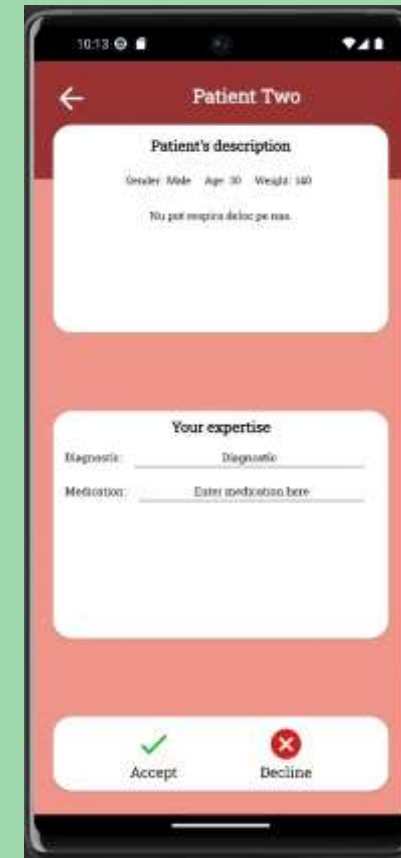 10:13
Patient Two
Patient's description
Gender: Male Age: 30 Weight: 140
Nu pot respira deloc pe nas
Your expertise
Diagnostic: Diagnostic
Medication: Enter medication here
Accept Decline